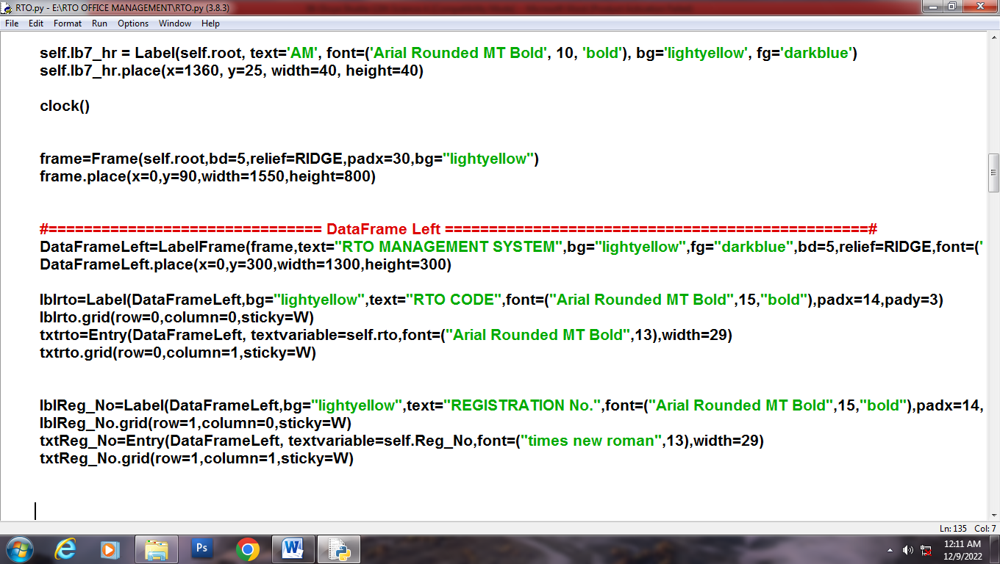 RTO.py - E:\RTO OFFICE MANAGEMENT\RTO.py (3.8.3)
File Edit Format Run Options Window Help
self.lb7_hr = Label(self.root, text='AM', font=('Arial Rounded MT Bold', 10, 'bold'), bg='lightyellow', fg='darkblue')
self.lb7_hr.place(x=1360, y=25, width=40, height=40)
clock()
frame=Frame(self.root,bd=5,relief=RIDGE,padx=30,bg="lightyellow")
frame.place(x=0,y=90,width=1550,height=800)
#=============================== DataFrame Left ================================================#
DataFrameLeft=LabelFrame(frame,text="RTO MANAGEMENT SYSTEM",bg="lightyellow",fg="darkblue",bd=5,relief=RIDGE,font=('
DataFrameLeft.place(x=0,y=300,width=1300,height=300)
lblrto=Label(DataFrameLeft,bg="lightyellow",text="RTO CODE",font=("Arial Rounded MT Bold",15,"bold"),padx=14,pady=3)
lblrto.grid(row=0,column=0,sticky=W)
txtrto=Entry(DataFrameLeft, textvariable=self.rto,font=("Arial Rounded MT Bold",13),width=29)
txtrto.grid(row=0,column=1,sticky=W)
lblReg_No=Label(DataFrameLeft,bg="lightyellow",text="REGISTRATION No.",font=("Arial Rounded MT Bold",15,"bold"),padx=14,
lblReg_No.grid(row=1,column=0,sticky=W)
txtReg_No=Entry(DataFrameLeft, textvariable=self.Reg_No,font=("times new roman",13),width=29)
txtReg_No.grid(row=1,column=1,sticky=W)
Ln: 135 Col: 7
Ps
W
12:11 AM
12/9/2022